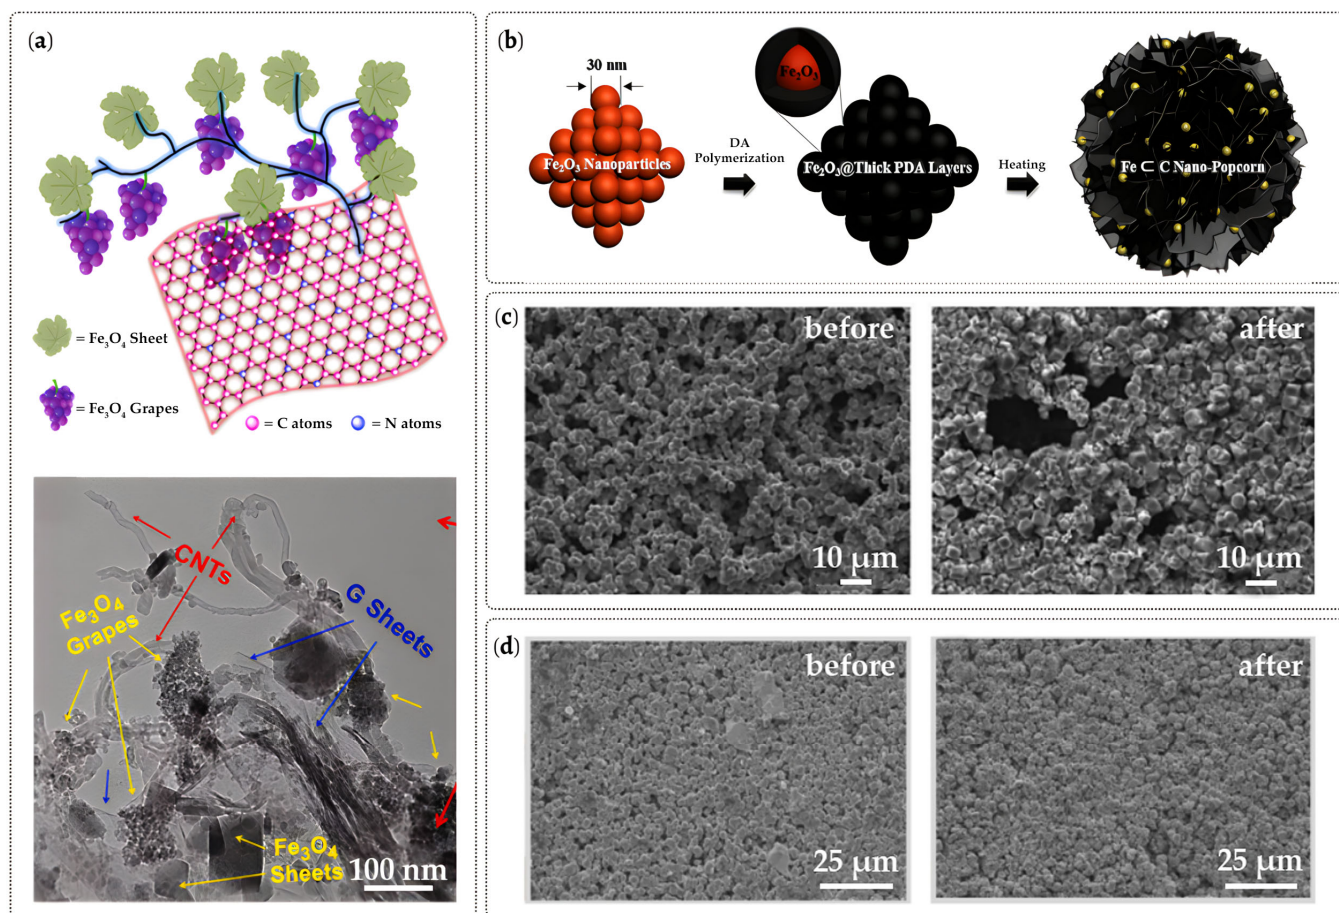 (a)
= Fe₃O₄ Sheet
= Fe₃O₄ Grapes
= C atoms
= N atoms
CNTs
Fe₃O₄
Grapes
G Sheets
Fe₃O₄
Sheets
100 nm
(b)
30 nm
Fe₂O₃ Nanoparticles
DA
Polymerization
Fe₂O₃
Fe₂O₃@Thick PDA Layers
Heating
Fe ⊂ C Nano-Popcorn
(c)
before
10 μm
after
10 μm
(d)
before
25 μm
after
25 μm